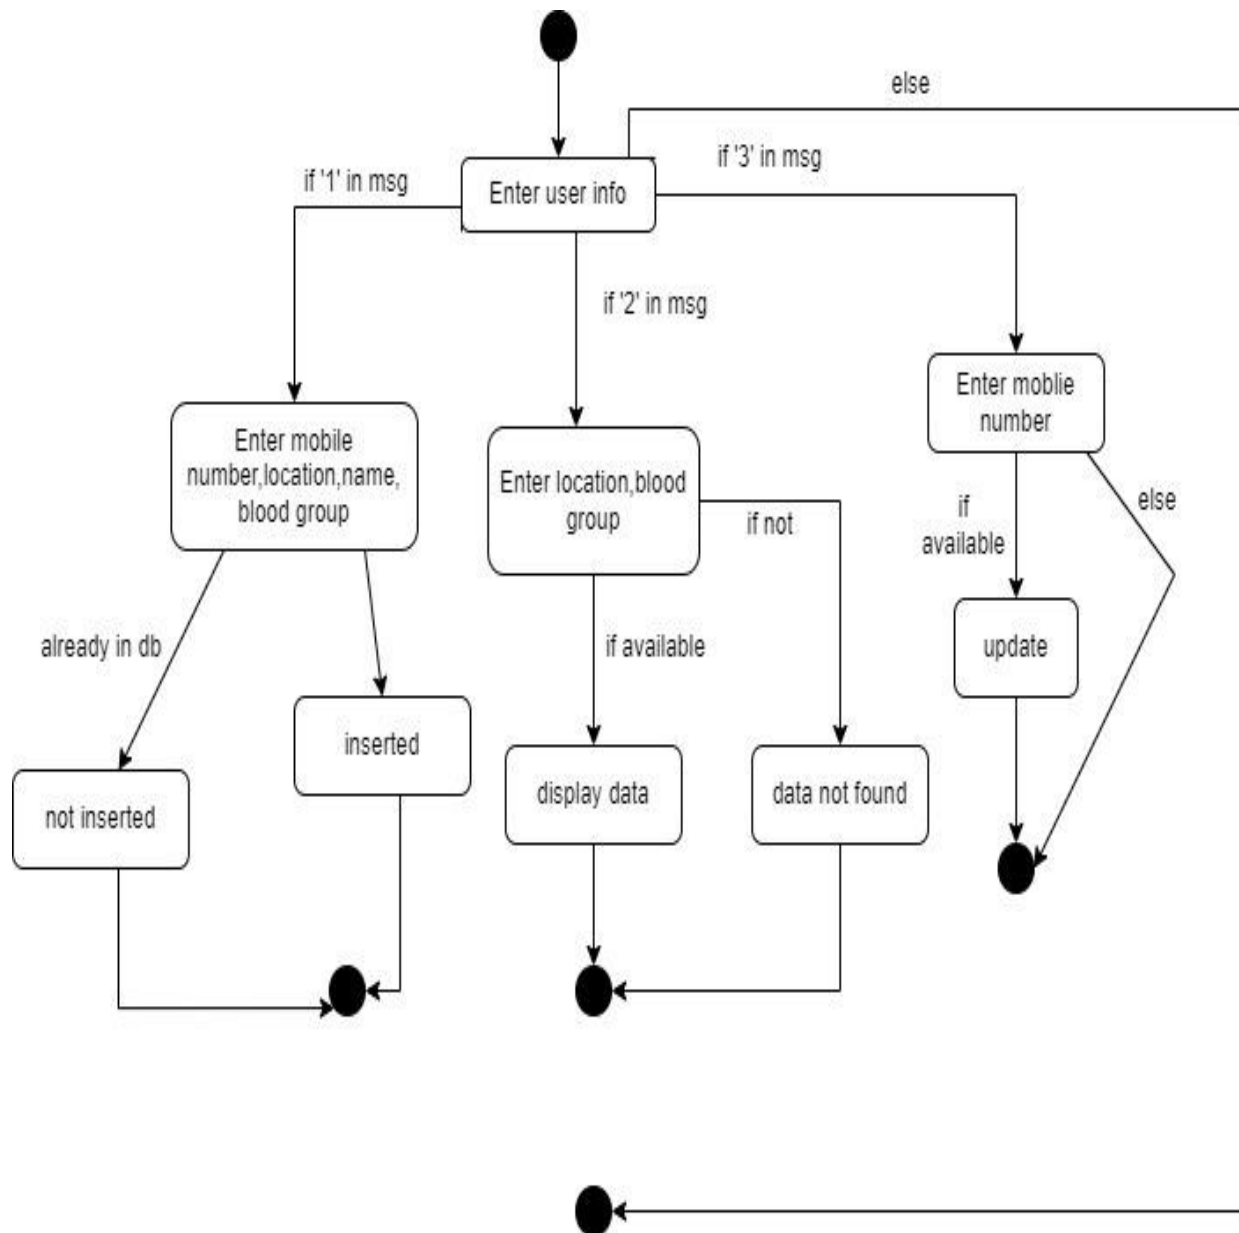 else
if '3' in msg
if '1' in msg
Enter user info
if '2' in msg
Enter moblie
number
Enter mobile
number,location,name,
blood group
Enter location,blood
group
if not
if
available
else
already in db
if available
update
inserted
display data
data not found
not inserted